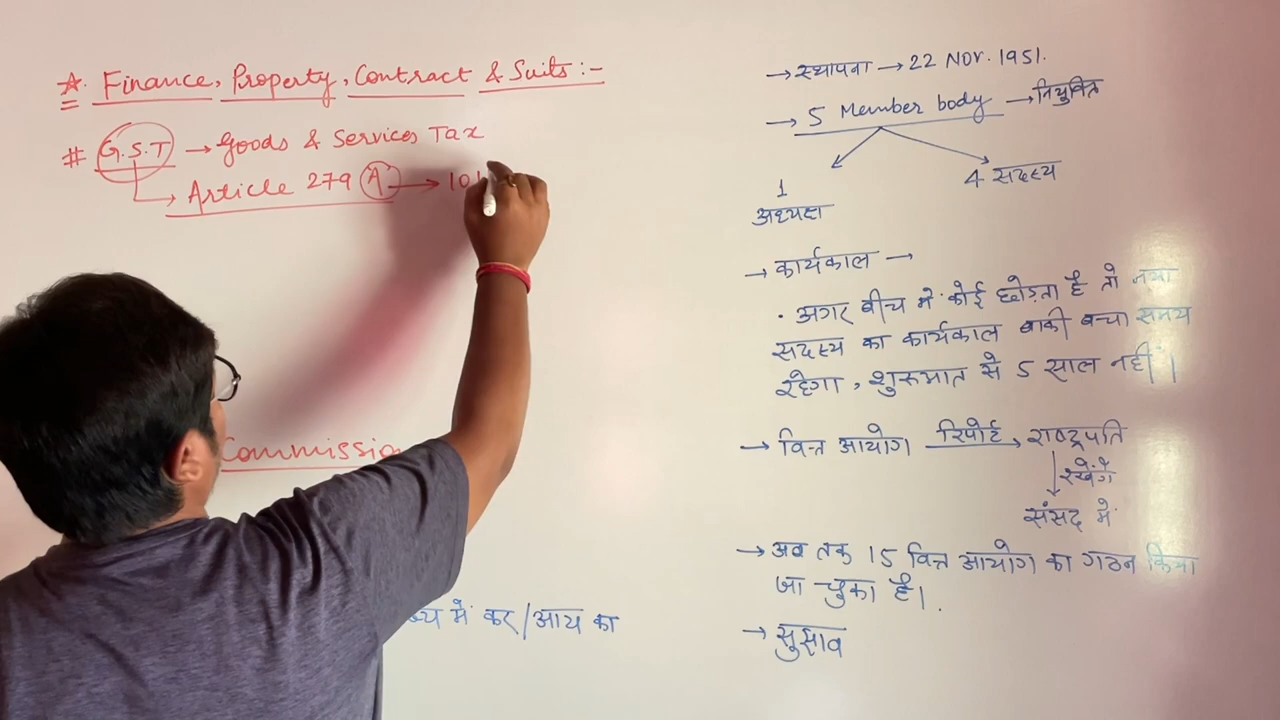 ☆. Finance, Property, Contract & Suits:-
# G.S.T → Goods & Services Tax
→ Article 279 A → 101
Commission
में कर/आय का
→ स्थापना → 22 NOV. 1951.
→ 5 Member body → नियुक्ति
1 अध्यक्ष
4 सदस्य
→ कार्यकाल →
· अगर बीच में कोई छोड़ता है तो नया
सदस्य का कार्यकाल बाकी बचा समय
रहेगा, शुरुआत से 5 साल नहीं।
→ वित्त आयोग रिपोर्ट → राष्ट्रपति
↓ रखेंगे
संसद में
→ अब तक 15 वित्त आयोग का गठन किया
जा चुका है।
→ सुझाव